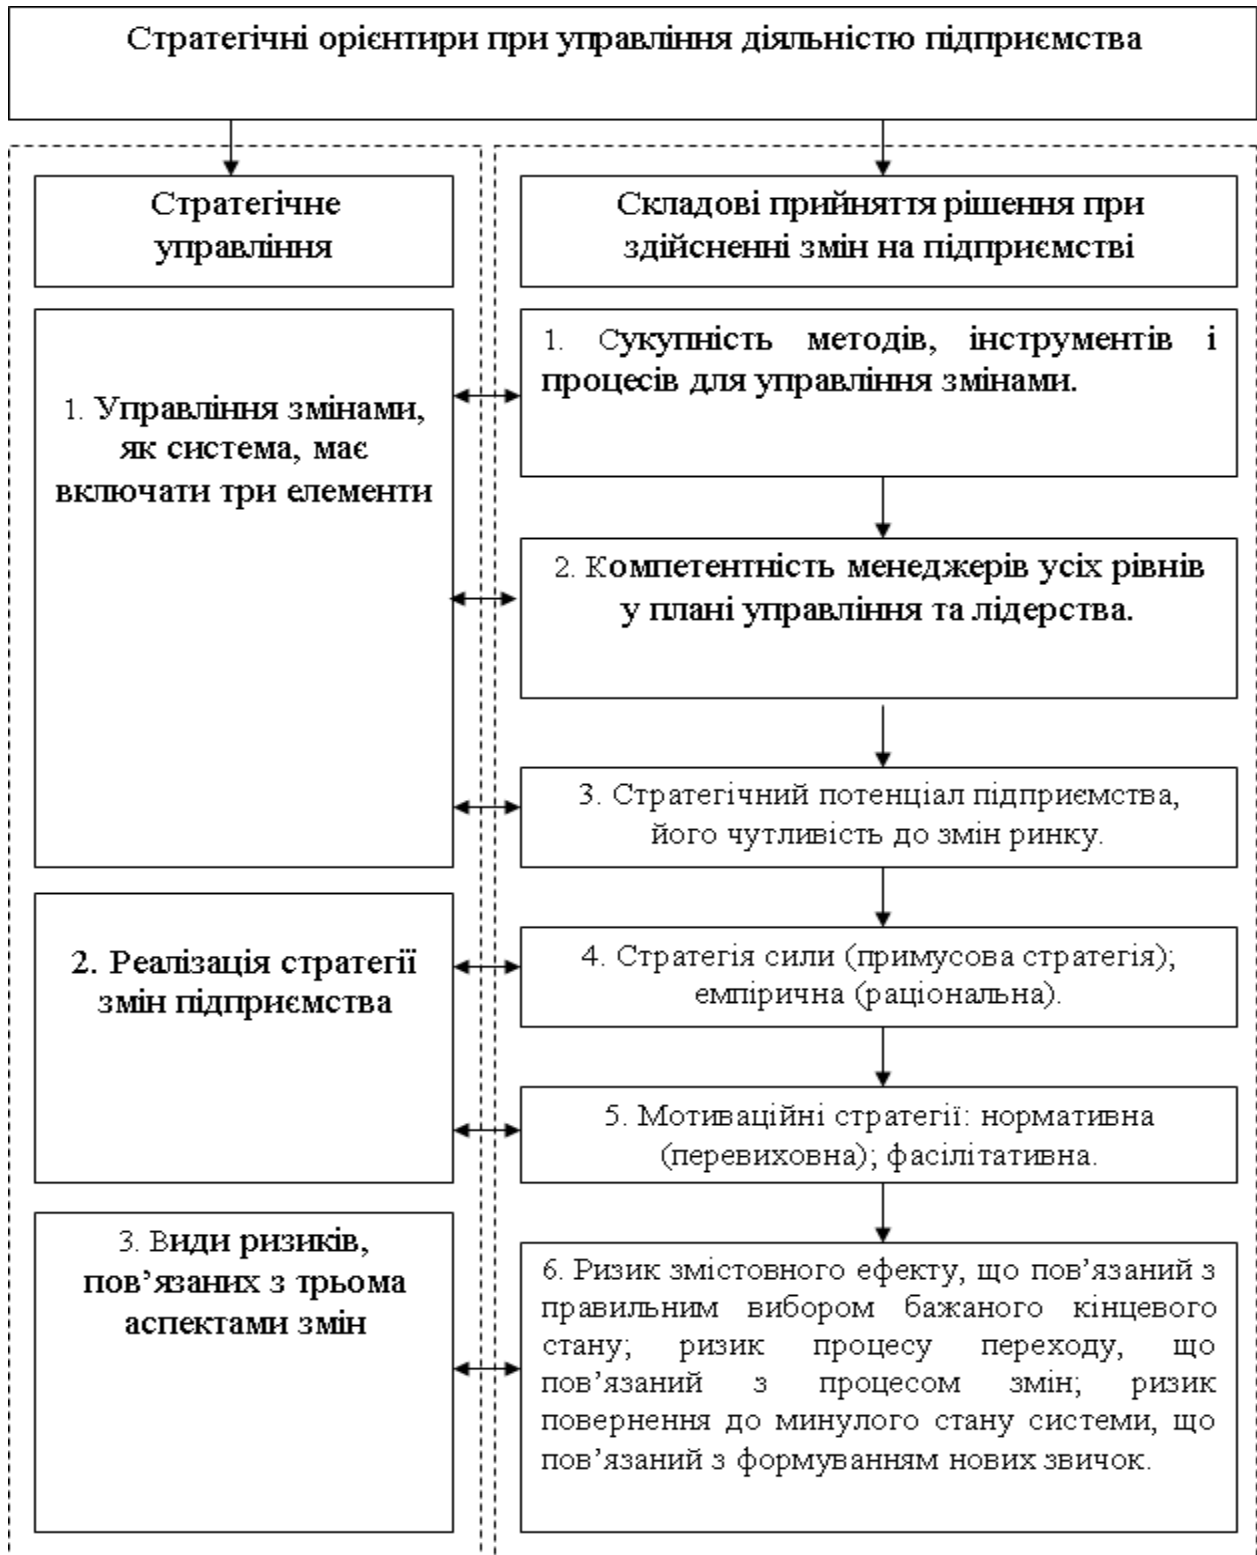 Стратегічні орієнтири при управління діяльністю підприємства
Стратегічне
управління
Складові прийняття рішення при
здійсненні змін на підприємстві
1. Управління змінами,
як система, має
включати три елементи
1. Сукупність методів, інструментів і
процесів для управління змінами.
2. Компетентність менеджерів усіх рівнів
у плані управління та лідерства.
3. Стратегічний потенціал підприємства,
його чутливість до змін ринку.
2. Реалізація стратегії
змін підприємства
4. Стратегія сили (примусова стратегія);
емпірична (раціональна).
5. Мотиваційні стратегії: нормативна
(перевиховна); фасілітативна.
3. Види ризиків,
пов’язаних з трьома
аспектами змін
6. Ризик змістовного ефекту, що пов’язаний з
правильним вибором бажаного кінцевого
стану; ризик процесу переходу, що
пов’язаний з процесом змін; ризик
повернення до минулого стану системи, що
пов’язаний з формуванням нових звичок.